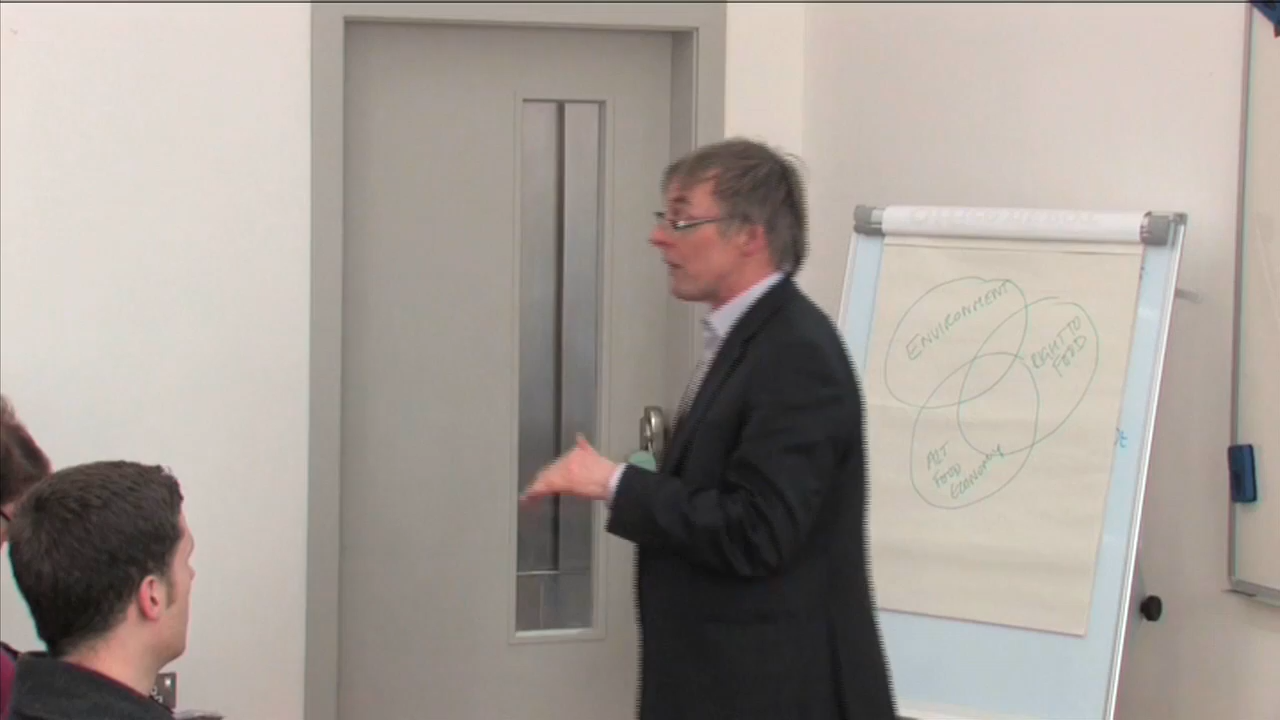 ENVIRONMENT
RIGHT TO
FOOD
ALT
FOOD
ECONOMY